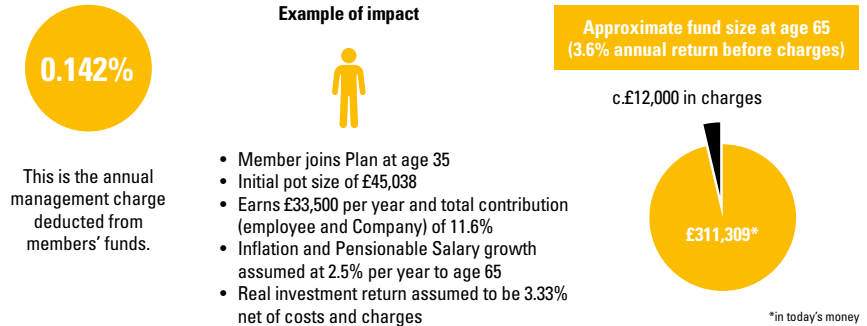 0.142%
This is the annual
management charge
deducted from
members’ funds.
Example of impact
• Member joins Plan at age 35
• Initial pot size of £45,038
• Earns £33,500 per year and total contribution
(employee and Company) of 11.6%
• Inflation and Pensionable Salary growth
assumed at 2.5% per year to age 65
• Real investment return assumed to be 3.33%
net of costs and charges
Approximate fund size at age 65
(3.6% annual return before charges)
c.£12,000 in charges
£311,309*
*in today’s money